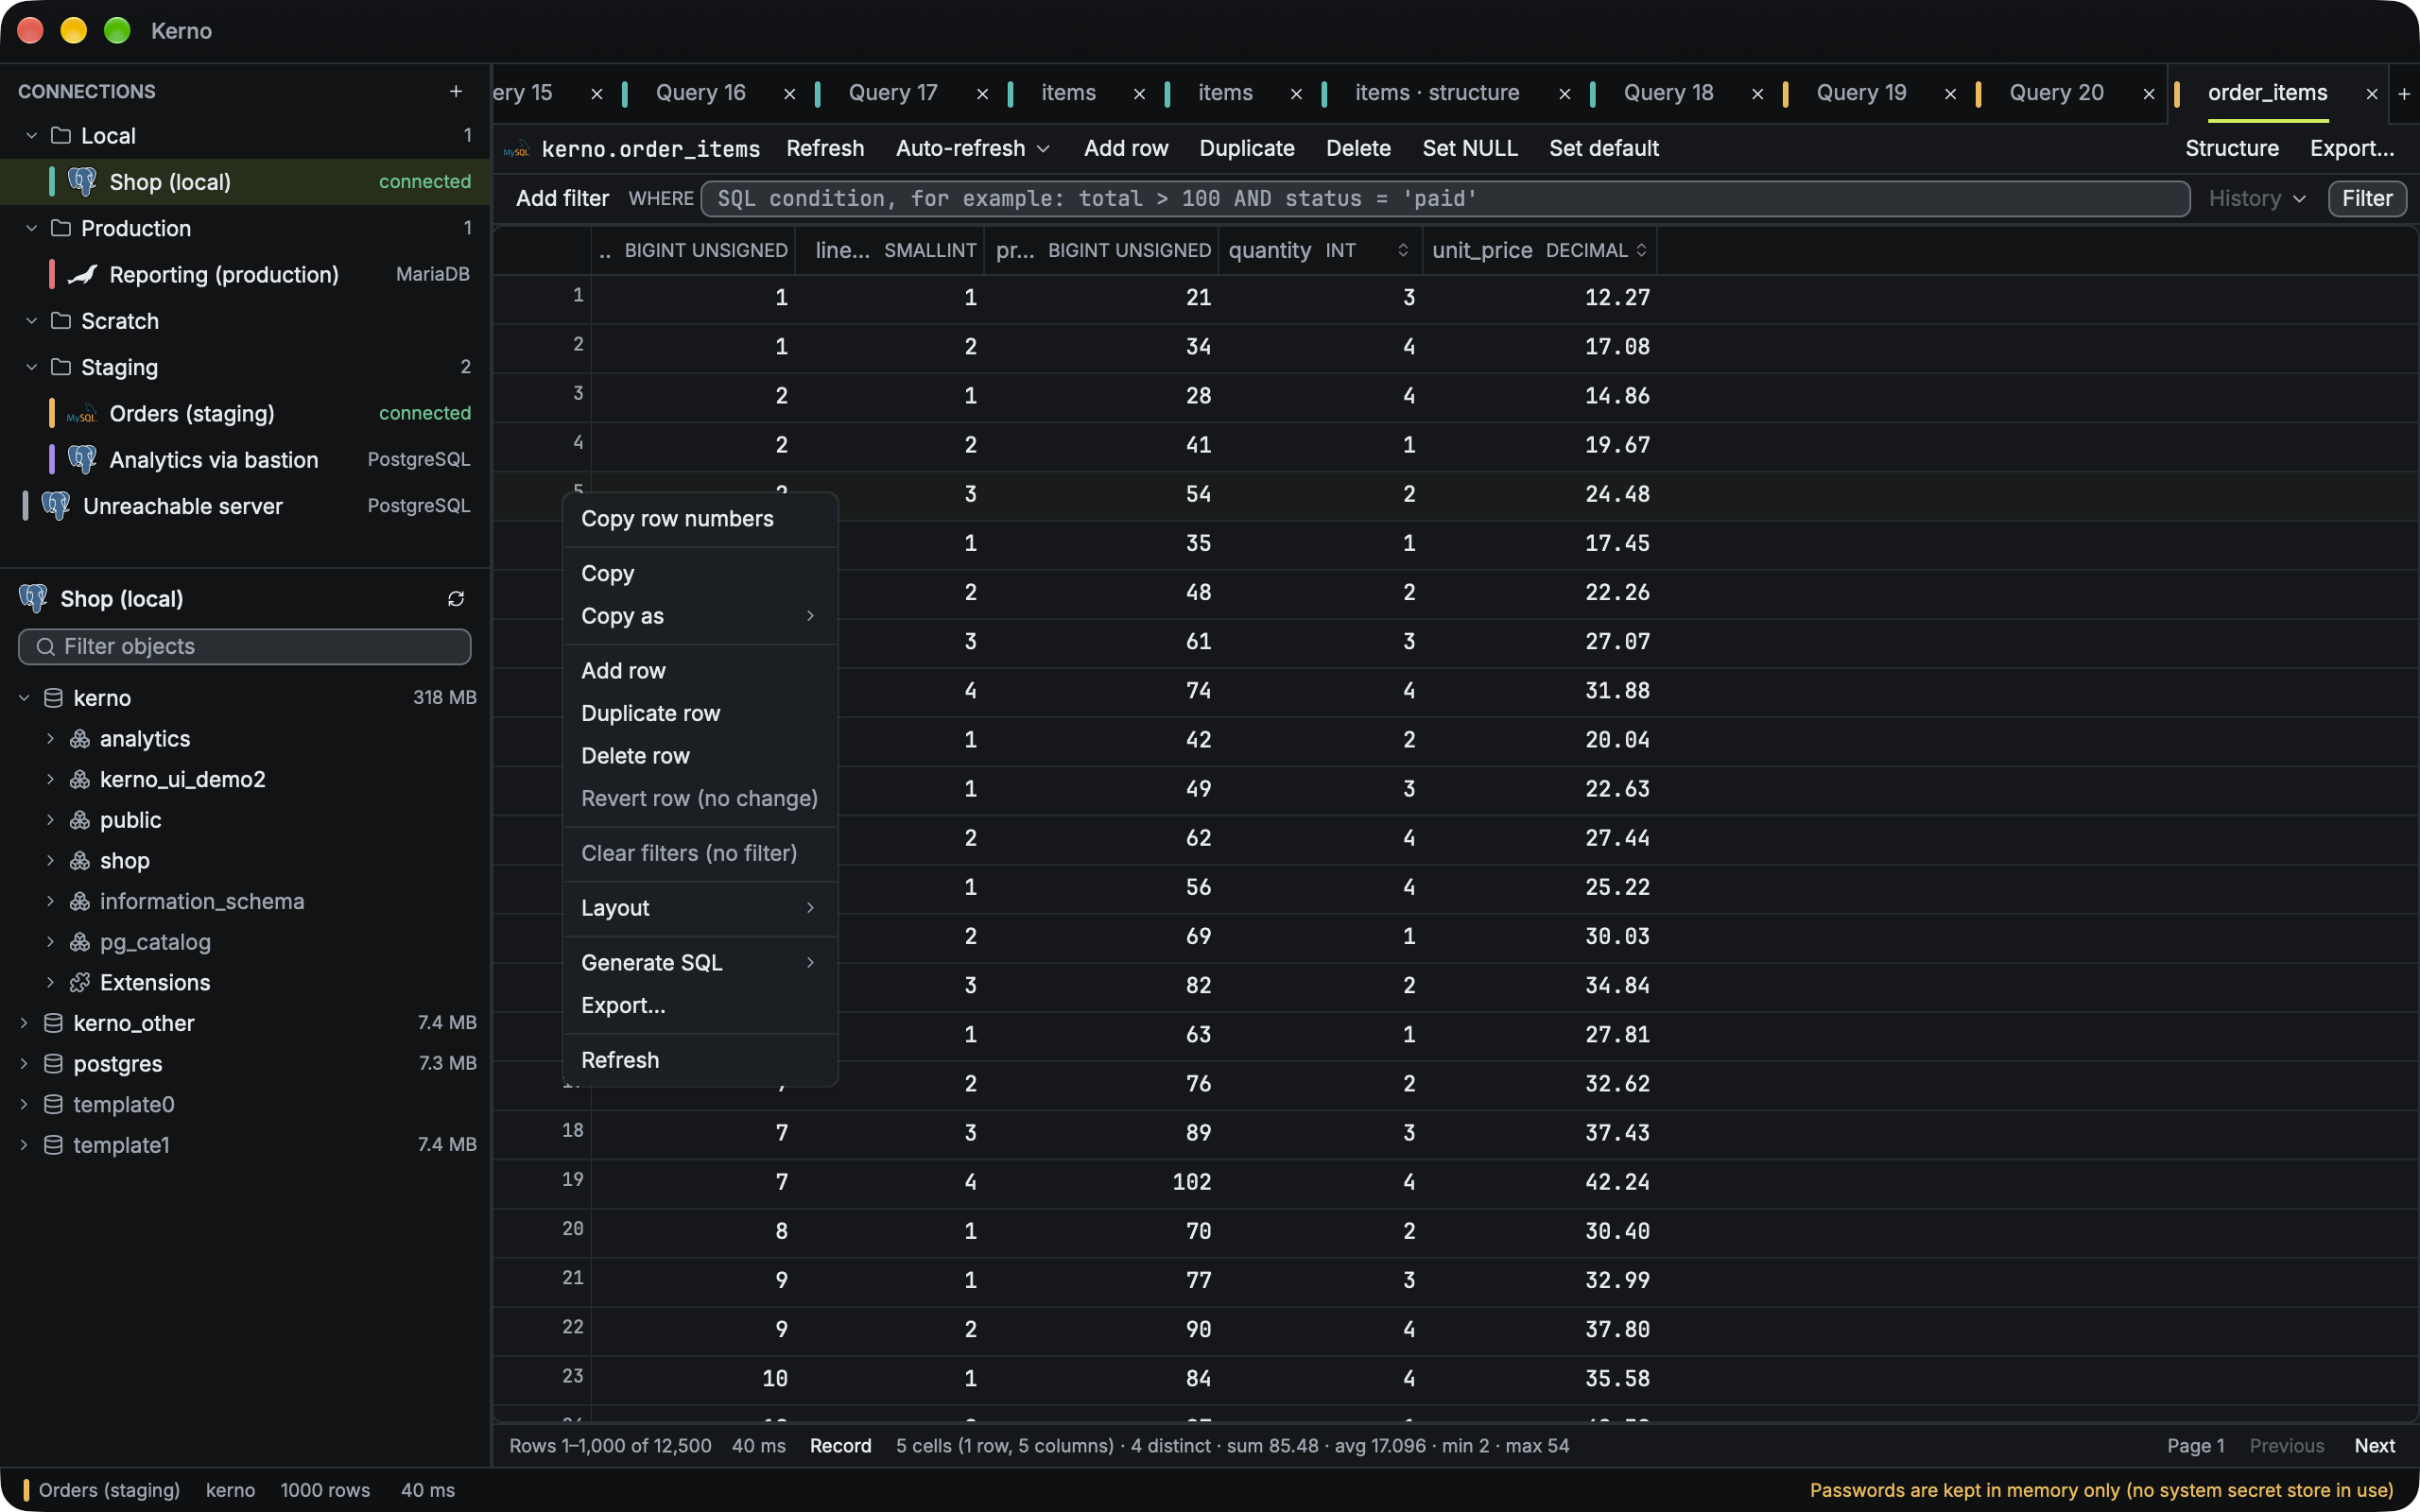 Kerno
CONNECTIONS +
Local 1
Shop (local) connected
Production 1
Reporting (production) MariaDB
Scratch
Staging 2
MySQL Orders (staging) connected
Analytics via bastion PostgreSQL
Unreachable server PostgreSQL
Shop (local)
Filter objects
kerno 318 MB
analytics
kerno_ui_demo2
public
shop
information_schema
pg_catalog
Extensions
kerno_other 7.4 MB
postgres 7.3 MB
template0
template1 7.4 MB
ery 15 × Query 16 × Query 17 × items × items × items · structure × Query 18 × Query 19 × Query 20 × order_items × +
MySQL kerno.order_items Refresh Auto-refresh Add row Duplicate Delete Set NULL Set default Structure Export...
Add filter WHERE SQL condition, for example: total > 100 AND status = 'paid' History Filter
.. BIGINT UNSIGNED line... SMALLINT pr... BIGINT UNSIGNED quantity INT unit_price DECIMAL
1 1 1 21 3 12.27
2 1 2 34 4 17.08
3 2 1 28 4 14.86
4 2 2 41 1 19.67
5 2 3 54 2 24.48
1 35 1 17.45
2 48 2 22.26
3 61 3 27.07
4 74 4 31.88
1 42 2 20.04
1 49 3 22.63
2 62 4 27.44
1 56 4 25.22
2 69 1 30.03
3 82 2 34.84
1 63 1 27.81
2 76 2 32.62
18 7 3 89 3 37.43
19 7 4 102 4 42.24
20 8 1 70 2 30.40
21 9 1 77 3 32.99
22 9 2 90 4 37.80
23 10 1 84 4 35.58
Copy row numbers
Copy
Copy as
Add row
Duplicate row
Delete row
Revert row (no change)
Clear filters (no filter)
Layout
Generate SQL
Export...
Refresh
Rows 1–1,000 of 12,500 40 ms Record 5 cells (1 row, 5 columns) · 4 distinct · sum 85.48 · avg 17.096 · min 2 · max 54 Page 1 Previous Next
Orders (staging) kerno 1000 rows 40 ms Passwords are kept in memory only (no system secret store in use)